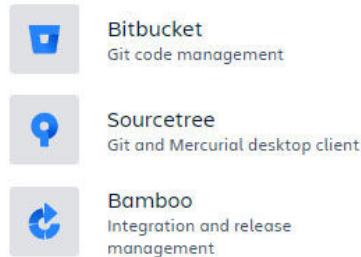 Bitbucket
Git code management
Sourcetree
Git and Mercurial desktop client
Bamboo
Integration and release
management